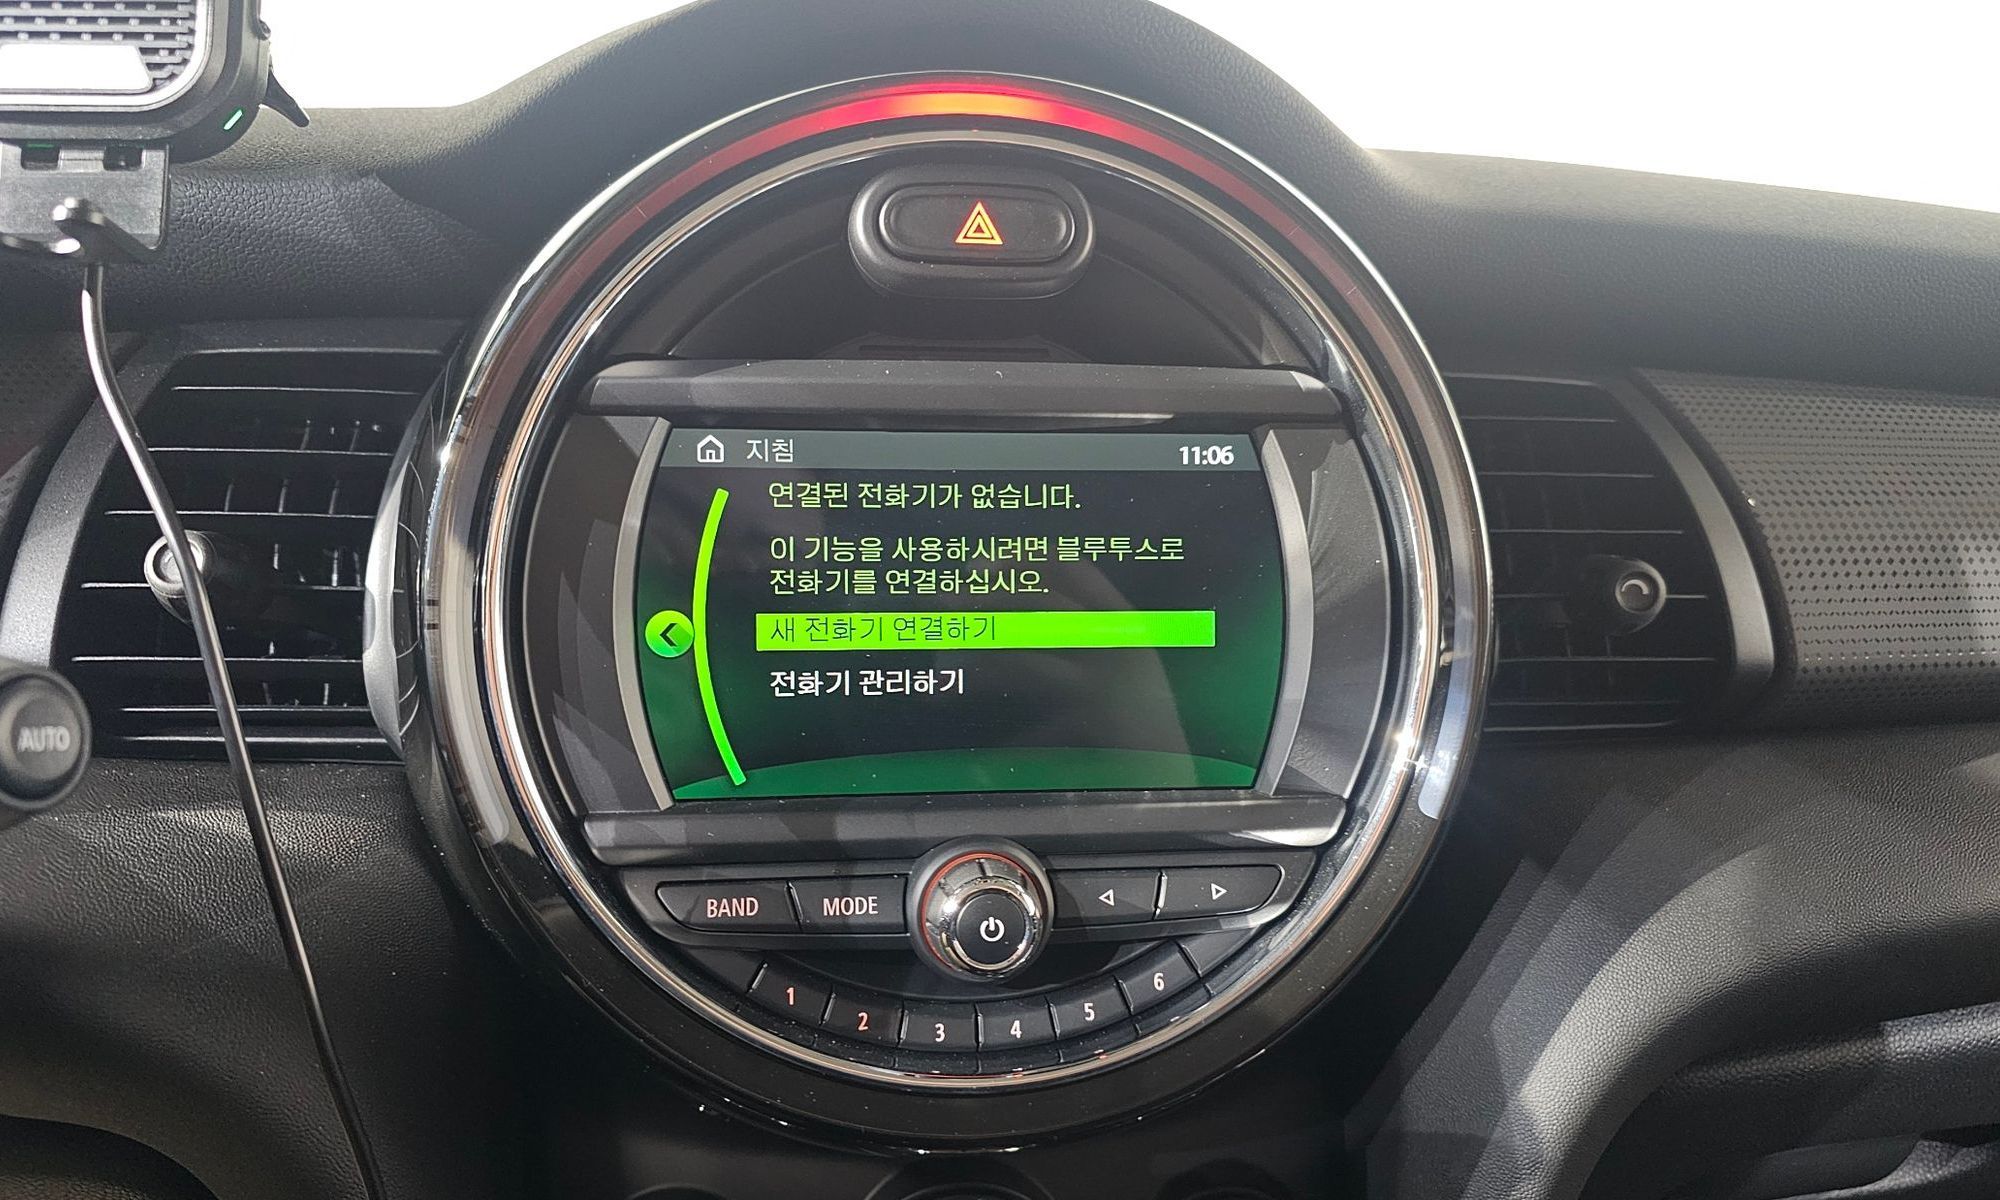 지침
11:06
연결된 전화기가 없습니다.
이 기능을 사용하시려면 블루투스로
전화기를 연결하십시오.
새 전화기 연결하기
전화기 관리하기
AUTO
BAND
MODE
1
2
3
4
5
6